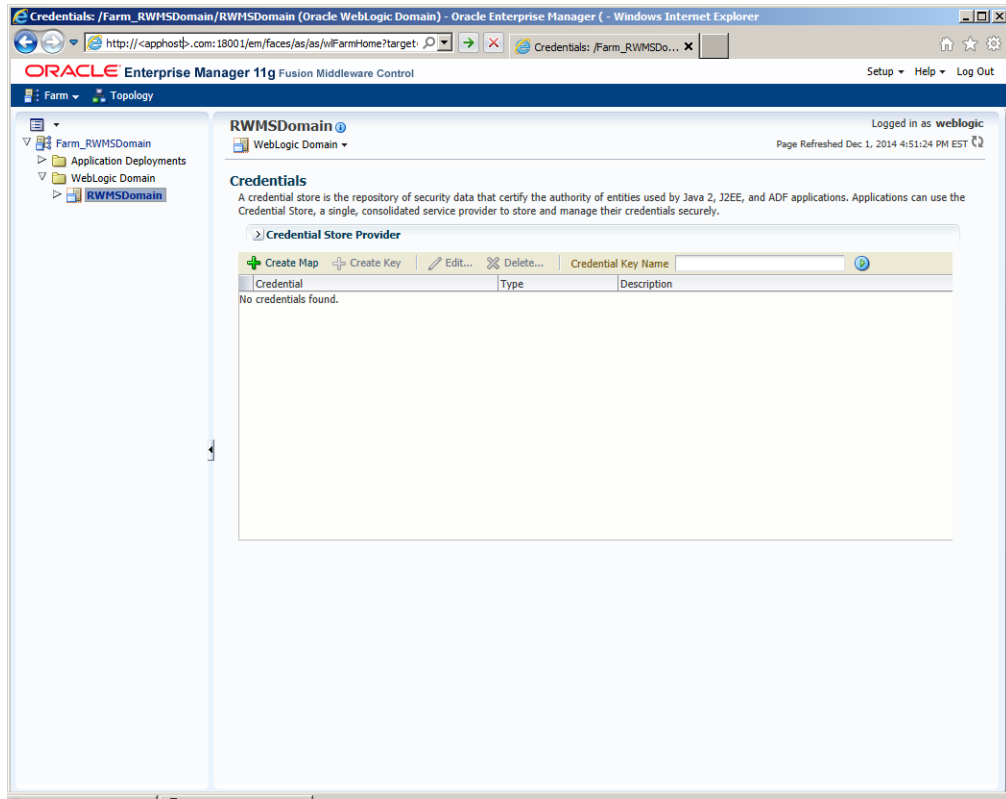 Credentials: /Farm_RWMSDomain/RWMSDomain (Oracle WebLogic Domain) - Oracle Enterprise Manager ( - Windows Internet Explorer
http://<apphost>.com:18001/em/faces/as/as/wlFarmHome?target
Credentials: /Farm_RWMSDo...
ORACLE Enterprise Manager 11g Fusion Middleware Control
Setup Help Log Out
Farm Topology
Farm_RWMSDomain
Application Deployments
WebLogic Domain
RWMSDomain
RWMSDomain
WebLogic Domain
Logged in as weblogic
Page Refreshed Dec 1, 2014 4:51:24 PM EST
Credentials
A credential store is the repository of security data that certify the authority of entities used by Java 2, J2EE, and ADF applications. Applications can use the
Credential Store, a single, consolidated service provider to store and manage their credentials securely.
Credential Store Provider
Create Map Create Key Edit... Delete... Credential Key Name
Credential Type Description
No credentials found.